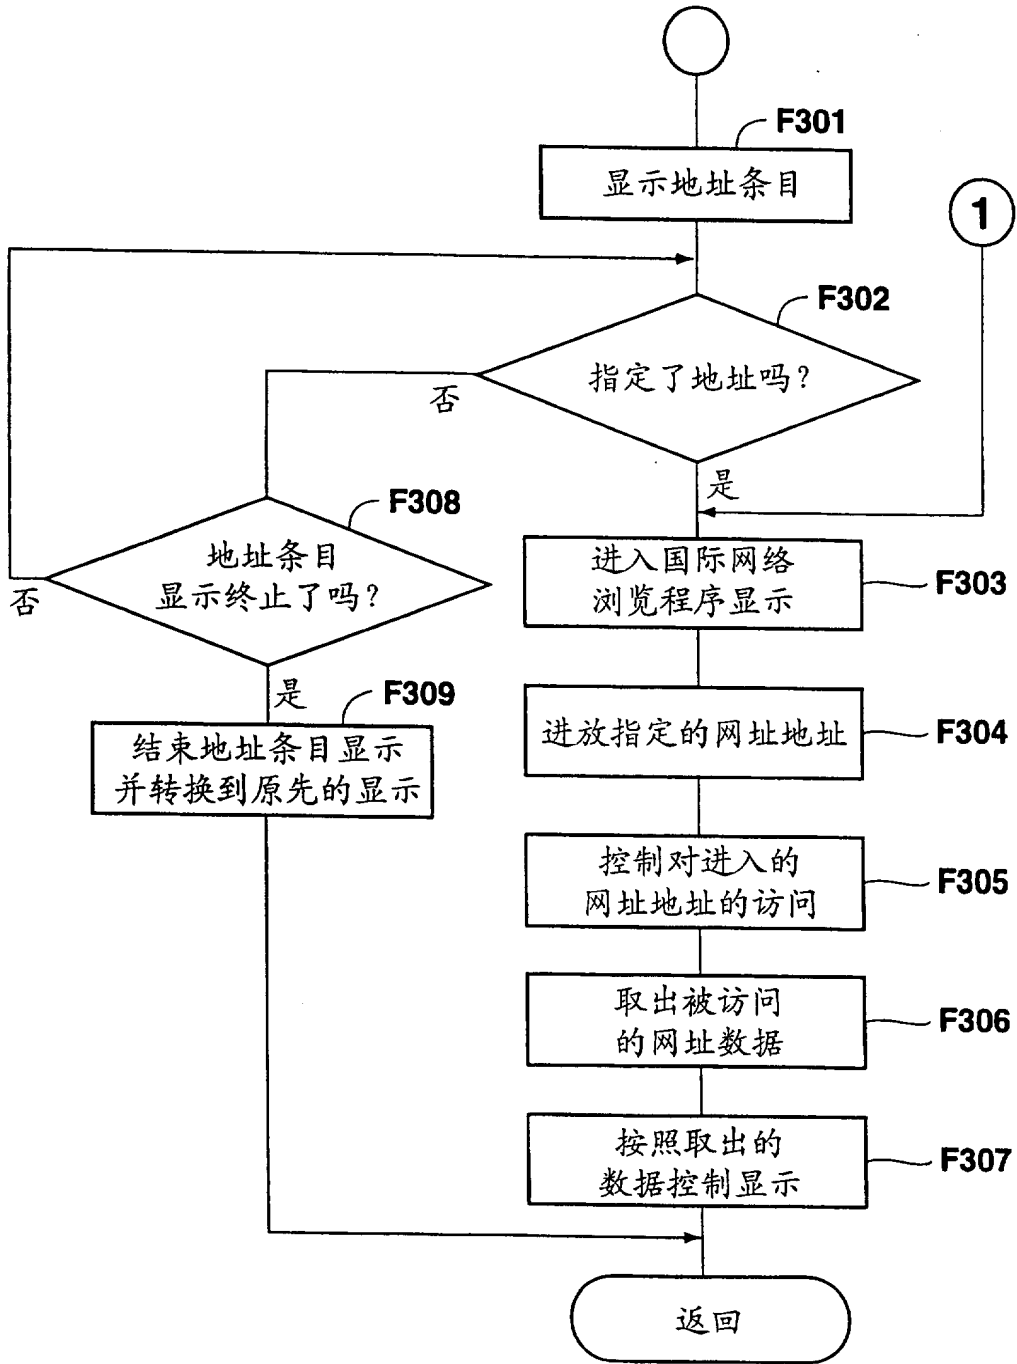 F301
显示地址条目
1
F302
指定了地址吗?
否
是
F308
地址条目
显示终止了吗?
否
是
进入国际网络
浏览程序显示
F303
F309
结束地址条目显示
并转换到原先的显示
进放指定的网址地址
F304
控制对进入的
网址地址的访问
F305
取出被访问
的网址数据
F306
按照取出的
数据控制显示
F307
返回